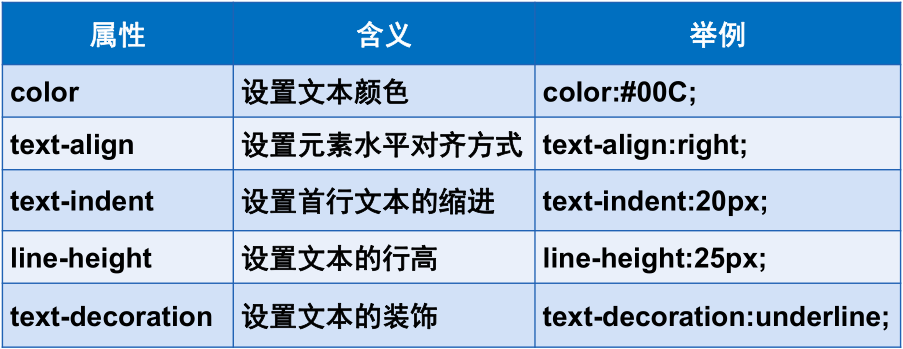 属性 含义 举例
color 设置文本颜色 color:#00C;
text-align 设置元素水平对齐方式 text-align:right;
text-indent 设置首行文本的缩进 text-indent:20px;
line-height 设置文本的行高 line-height:25px;
text-decoration 设置文本的装饰 text-decoration:underline;